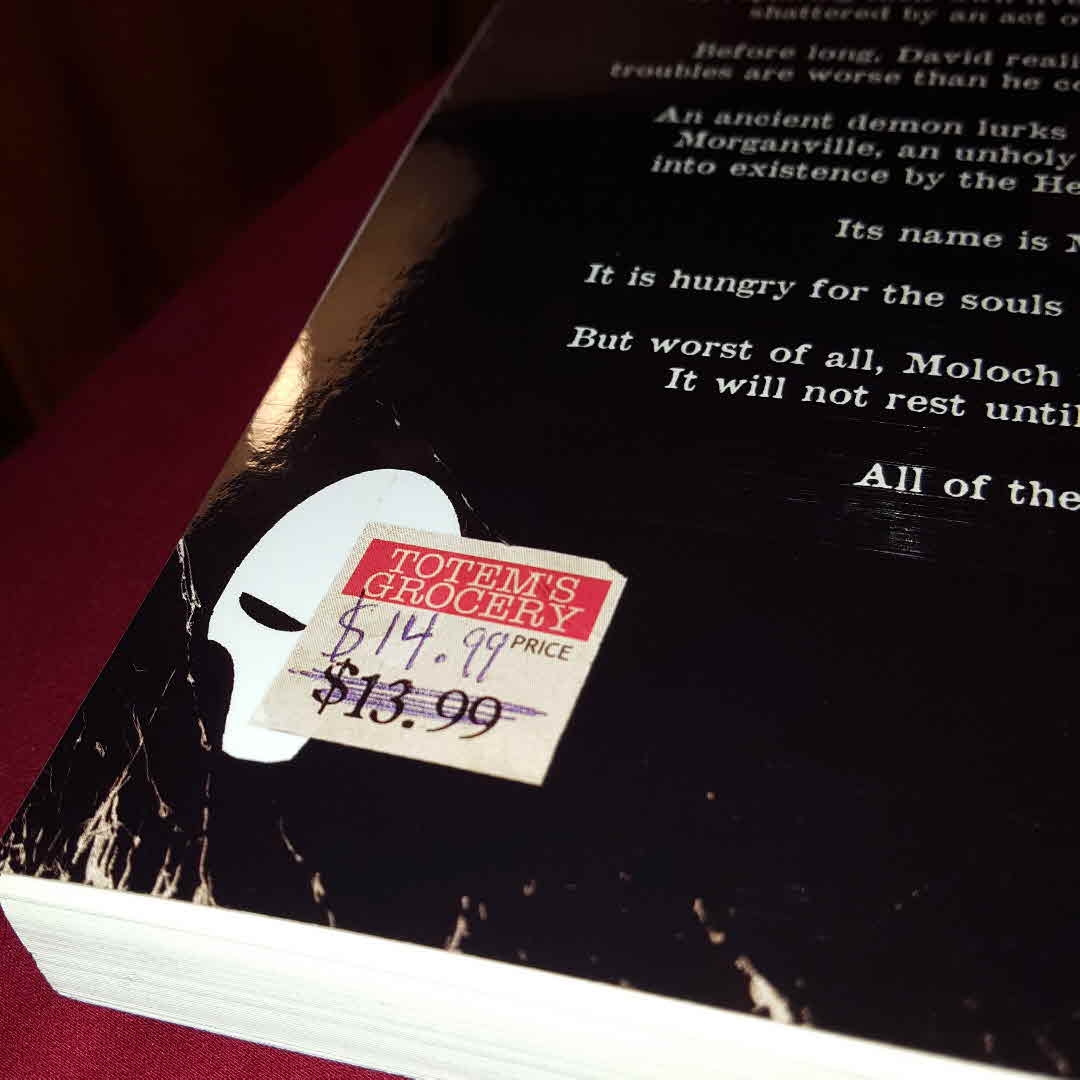 shattered by an act o
Before long, David reali
troubles are worse than he co
An ancient demon lurks
Morganville, an unholy
into existence by the He
Its name is
It is hungry for the souls
But worst of all, Moloch
It will not rest until
All of the
TOTEM'S
GROCERY
$14.99 PRICE
$13.99